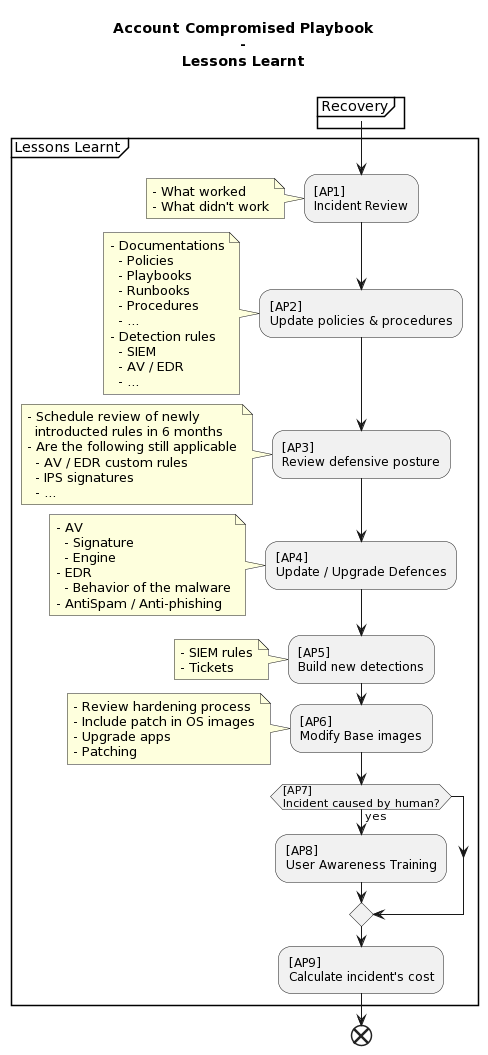 Account Compromised Playbook
-
Lessons Learnt
Recovery
Lessons Learnt
- What worked
- What didn't work
[AP1]
Incident Review
- Documentations
- Policies
- Playbooks
- Runbooks
- Procedures
- ...
- Detection rules
- SIEM
- AV / EDR
- ...
[AP2]
Update policies & procedures
- Schedule review of newly
introducted rules in 6 months
- Are the following still applicable
- AV / EDR custom rules
- IPS signatures
- ...
[AP3]
Review defensive posture
- AV
- Signature
- Engine
- EDR
- Behavior of the malware
- AntiSpam / Anti-phishing
[AP4]
Update / Upgrade Defences
- SIEM rules
- Tickets
[AP5]
Build new detections
- Review hardening process
- Include patch in OS images
- Upgrade apps
- Patching
[AP6]
Modify Base images
[AP7]
Incident caused by human?
yes
[AP8]
User Awareness Training
[AP9]
Calculate incident's cost